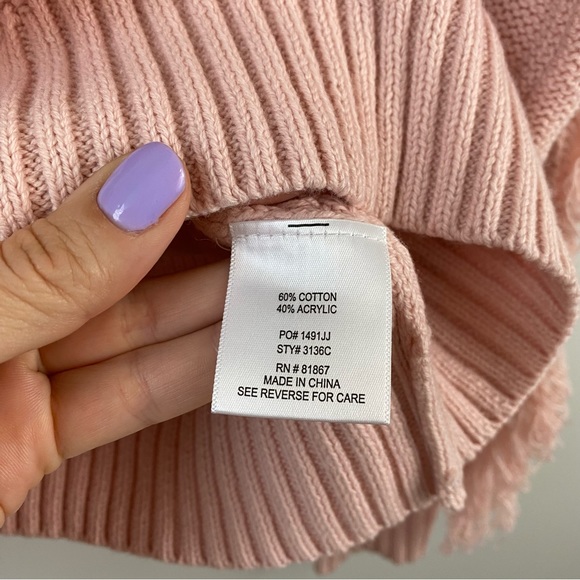 60% COTTON
40% ACRYLIC
PO# 1491JJ
STY# 3136C
RN # 81867
MADE IN CHINA
SEE REVERSE FOR CARE